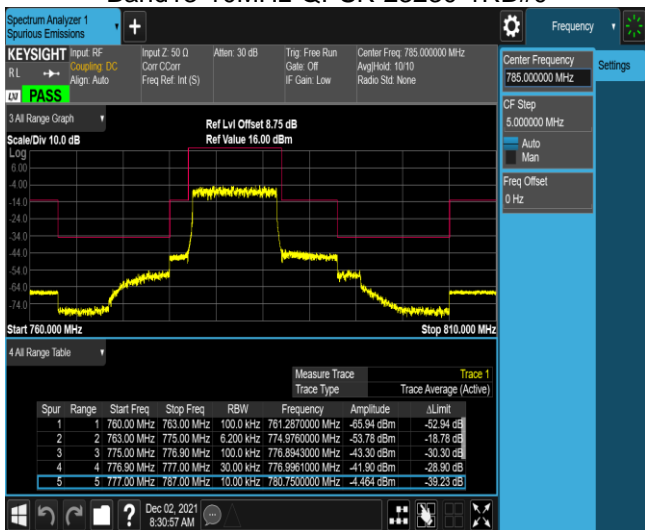 Spectrum Analyzer 1
Spurious Emissions
Frequency
KEYSIGHT
Input: RF
Input Z: 50 Ω
Atten: 30 dB
Trig: Free Run
Center Freq: 785.000000 MHz
RL
Coupling: DC
Corr CCorr
Gate: Off
Avg|Hold: 10/10
Align: Auto
Freq Ref: Int (S)
IF Gain: Low
Radio Std: None
LXI
PASS
Center Frequency
785.000000 MHz
Settings
CF Step
5.000000 MHz
Auto
Man
Freq Offset
0 Hz
3 All Range Graph
Ref Lvl Offset 8.75 dB
Scale/Div 10.0 dB
Ref Value 16.00 dBm
Log
6.00
-4.00
-14.0
-24.0
-34.0
-44.0
-54.0
-64.0
-74.0
Start 760.000 MHz
Stop 810.000 MHz
4 All Range Table
Measure Trace Trace 1
Trace Type Trace Average (Active)
Spur Range Start Freq Stop Freq RBW Frequency Amplitude ΔLimit
1 1 760.00 MHz 763.00 MHz 100.0 kHz 761.2870000 MHz -65.94 dBm -52.94 dB
2 2 763.00 MHz 775.00 MHz 6.200 kHz 774.9760000 MHz -53.78 dBm -18.78 dB
3 3 775.00 MHz 776.90 MHz 100.0 kHz 776.8943000 MHz -43.30 dBm -30.30 dB
4 4 776.90 MHz 777.00 MHz 30.00 kHz 776.9961000 MHz -41.90 dBm -28.90 dB
5 5 777.00 MHz 787.00 MHz 10.00 kHz 780.7500000 MHz -4.464 dBm -39.23 dB
Dec 02, 2021
8:30:57 AM